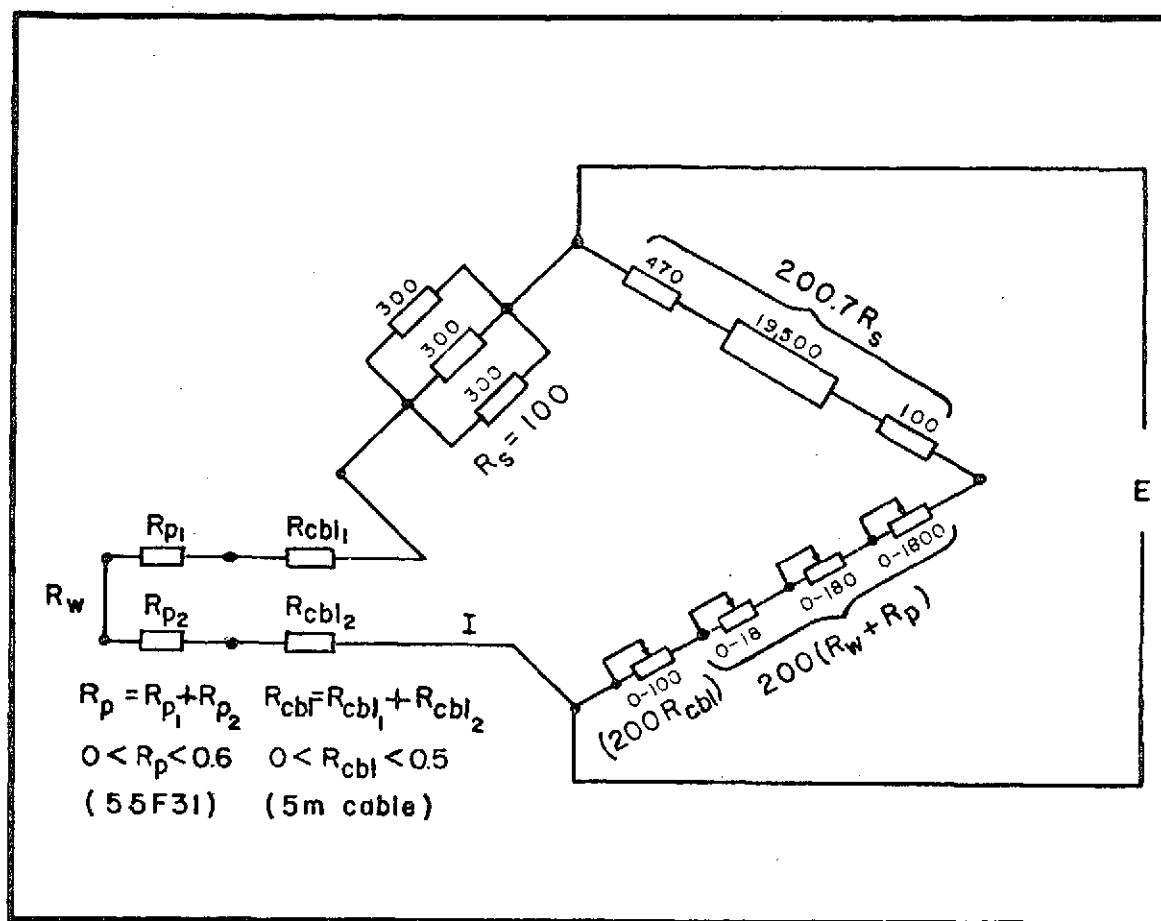 470
200.7Rs
19,500
100
300
300
300
Rs = 100
E
Rp1
Rcbl1
Rw
Rp2
Rcbl2
I
0-1800
0-180
0-18
0-100
200(Rw+Rp)
(200Rcbl)
Rp = Rp1+Rp2
Rcbl=Rcbl1+Rcbl2
0 < Rp < 0.6
0 < Rcbl < 0.5
(55F31)
(5m cable)